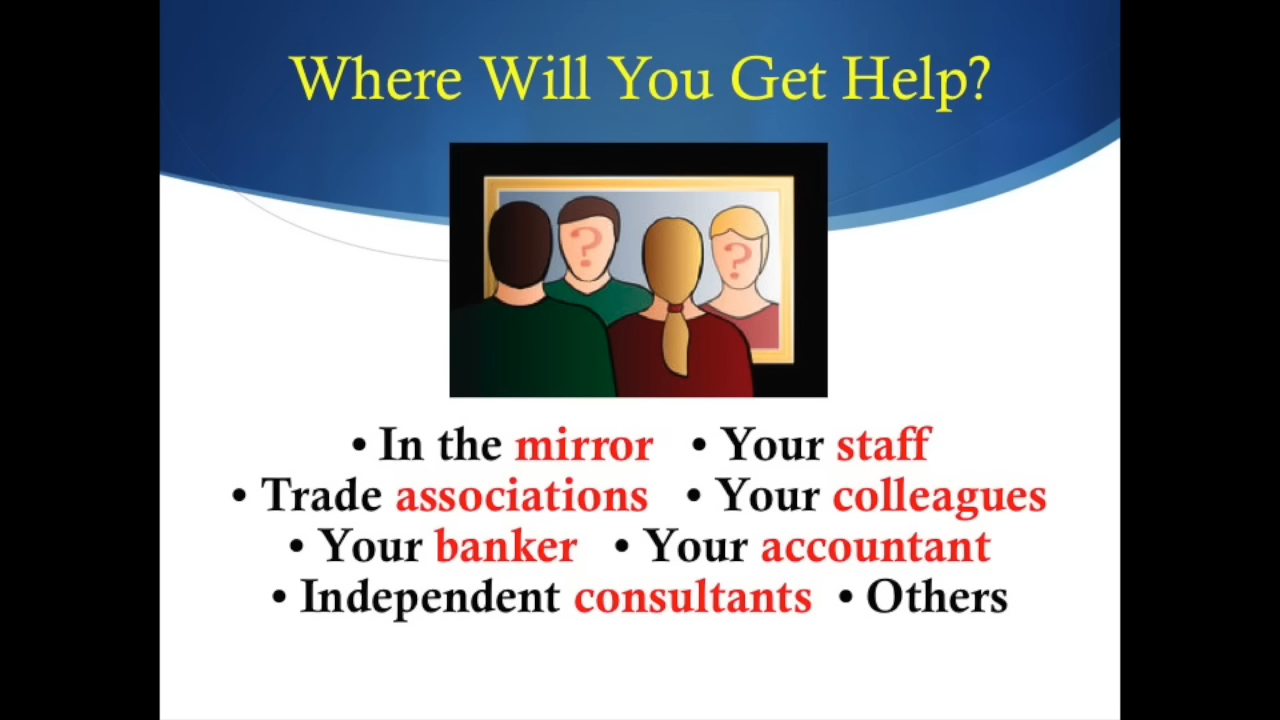 Where Will You Get Help?
? ?
• In the mirror • Your staff
• Trade associations • Your colleagues
• Your banker • Your accountant
• Independent consultants • Others